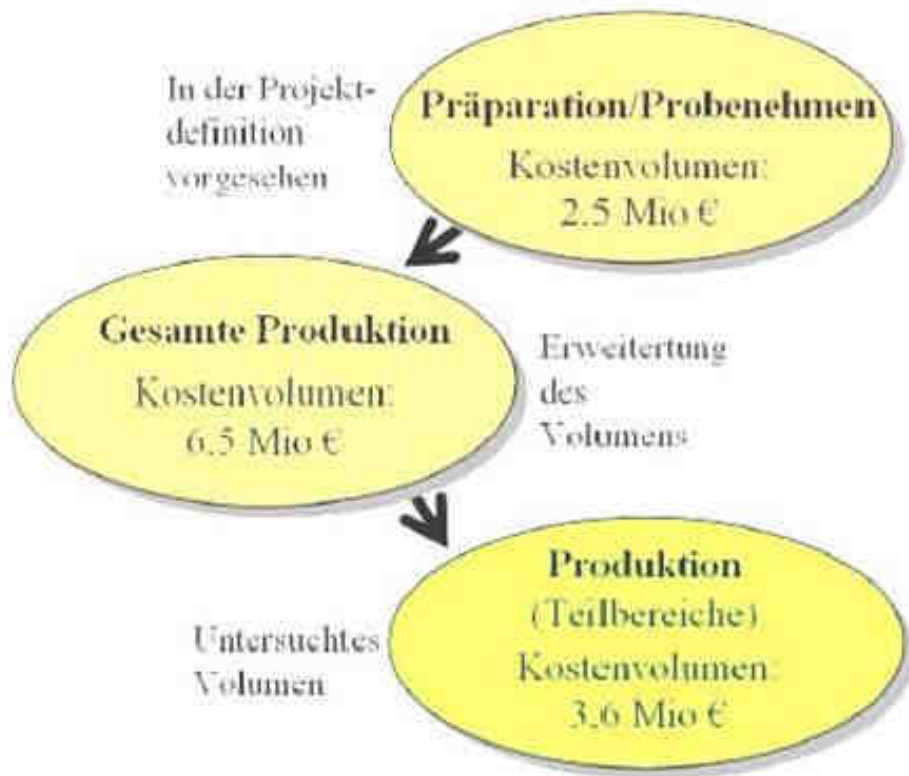 In der Projekt-
definition
vorgesehen
Präparation/Probenehmen
Kostenvolumen:
2.5 Mio €
Gesamte Produktion
Kostenvolumen:
6.5 Mio €
Erweitertung
des
Volumens
Untersuchtes
Volumen
Produktion
(Teilbereiche)
Kostenvolumen:
3.6 Mio €